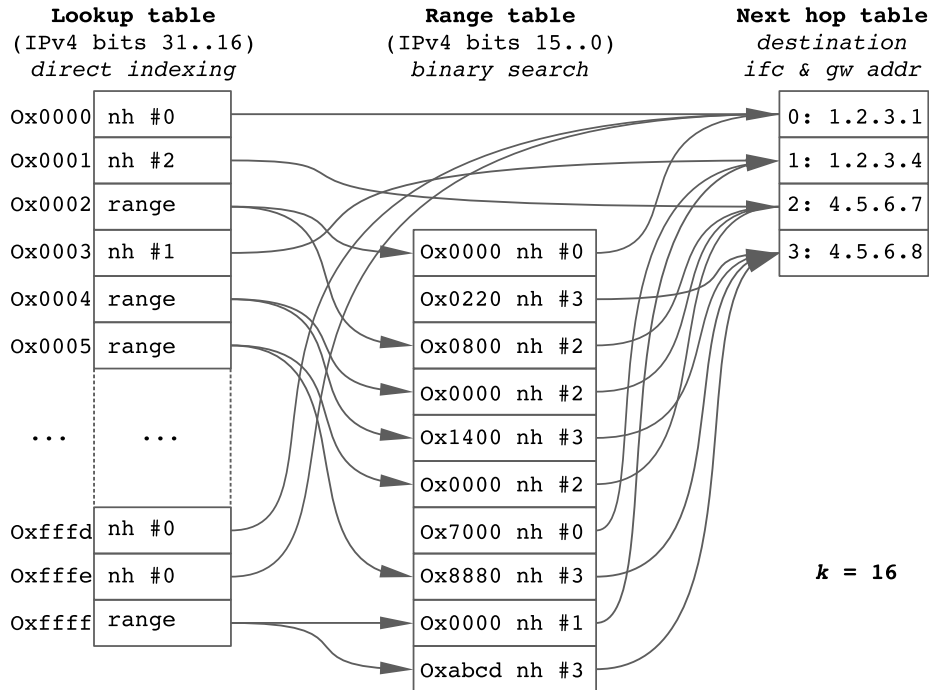 Lookup table
(IPv4 bits 31..16)
direct indexing
0x0000 nh #0
0x0001 nh #2
0x0002 range
0x0003 nh #1
0x0004 range
0x0005 range
... ...
0xfffd nh #0
0xfffe nh #0
0xffff range
Range table
(IPv4 bits 15..0)
binary search
0x0000 nh #0
0x0220 nh #3
0x0800 nh #2
0x0000 nh #2
0x1400 nh #3
0x0000 nh #2
0x7000 nh #0
0x8880 nh #3
0x0000 nh #1
0xabcd nh #3
Next hop table
destination
ifc & gw addr
0: 1.2.3.1
1: 1.2.3.4
2: 4.5.6.7
3: 4.5.6.8
k = 16